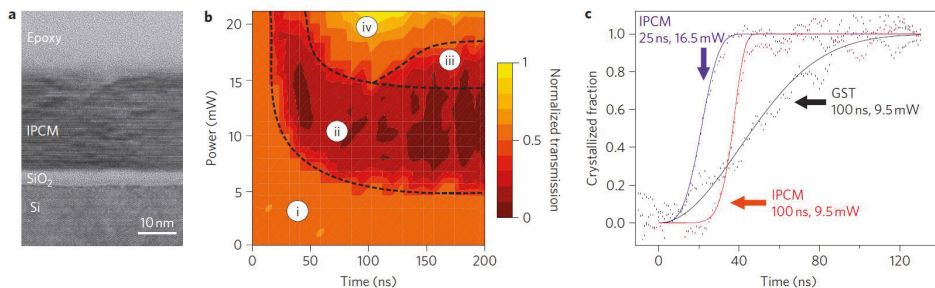 a
Epoxy
IPCM
SiO₂
Si
10 nm
b
Power (mW)
20
15
10
5
0
0
50
100
150
200
Time (ns)
i
ii
iii
iv
1
0.5
0
Normalized transmission
c
IPCM
25 ns, 16.5 mW
GST
100 ns, 9.5 mW
IPCM
100 ns, 9.5 mW
Crystallized fraction
1.0
0.8
0.6
0.4
0.2
0.0
0
40
80
120
Time (ns)